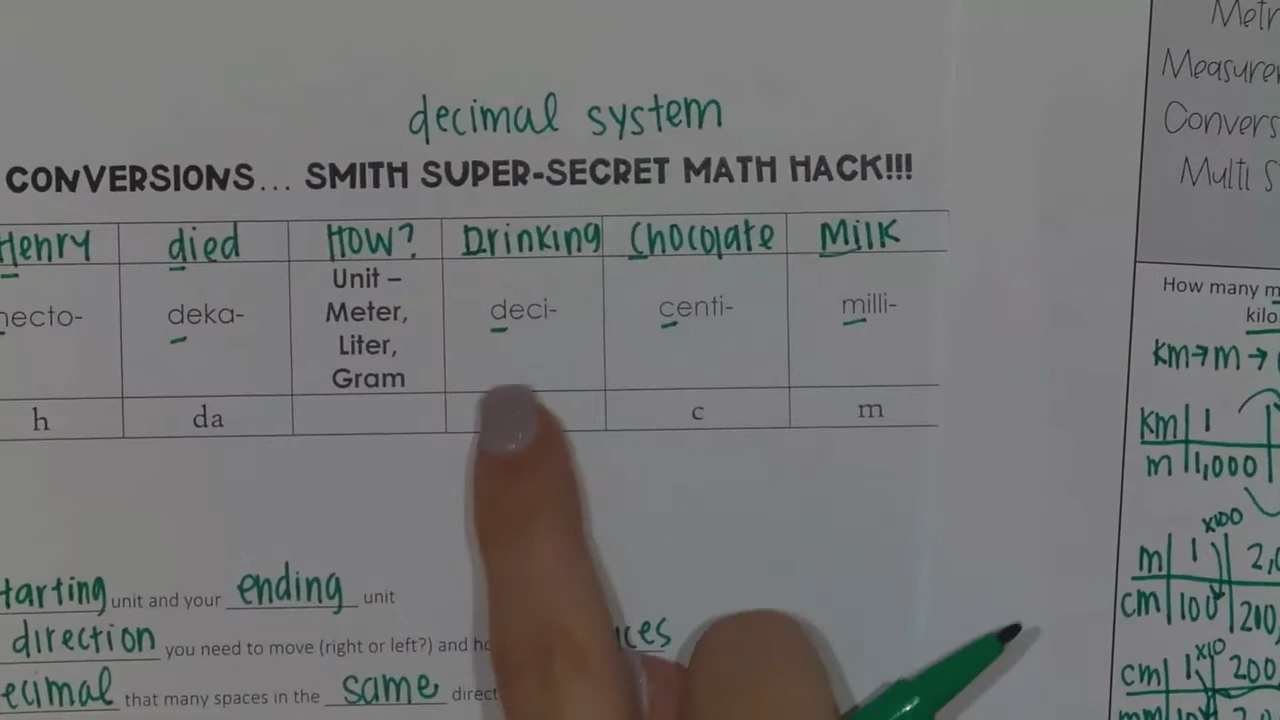 decimal system
CONVERSIONS... SMITH SUPER-SECRET MATH HACK!!!
Henry died How? Drinking Chocolate Milk
hecto- deka- Unit – Meter, Liter, Gram deci- centi- milli-
h da c m
starting unit and your ending unit
direction you need to move (right or left?) and
decimal that many spaces in the same
Measure
Convers
Multi S
How many m
kilo
km→m→
km 1
m 1,000
x100
m 1 2,0
cm 100 200
x10
cm 1 200
mm